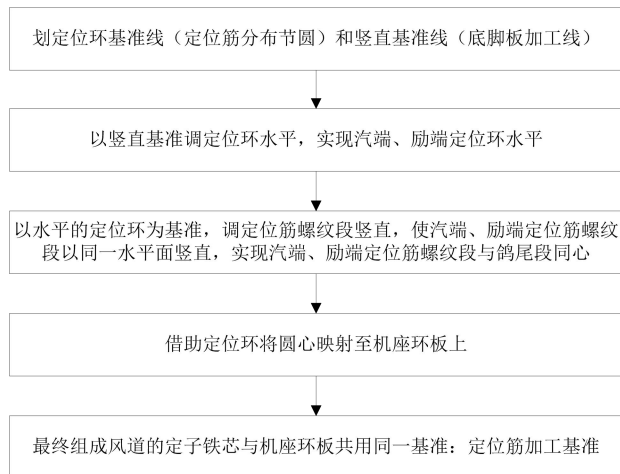 划定位环基准线（定位筋分布节圆）和竖直基准线（底脚板加工线）
以竖直基准调定位环水平，实现汽端、励端定位环水平
以水平的定位环为基准，调定位筋螺纹段竖直，使汽端、励端定位筋螺纹
段以同一水平面竖直，实现汽端、励端定位筋螺纹段与鸽尾段同心
借助定位环将圆心映射至机座环板上
最终组成风道的定子铁芯与机座环板共用同一基准：定位筋加工基准